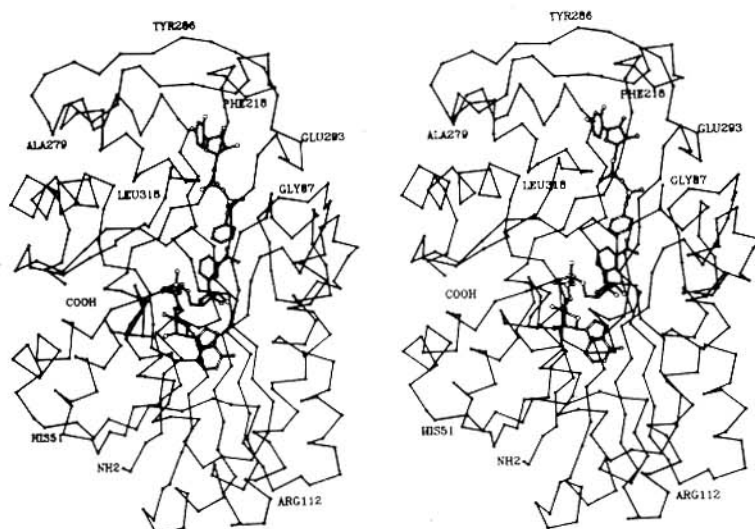 TYR286
PHE218
GLU293
ALA279
LEU318
GLY87
COOH
HIS51
NH2
ARG112
TYR286
PHE218
GLU293
ALA279
LEU318
GLY87
COOH
HIS51
NH2
ARG112